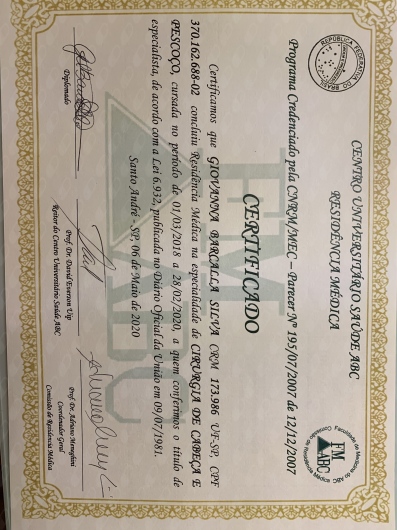 CENTRO UNIVERSITÁRIO SAÚDE ABC
RESIDÊNCIA MÉDICA
Programa Credenciado pela CNRM/MEC – Parecer Nº 195/07/2007 de 12/12/2007
CERTIFICADO
Certificamos que GIOVANNA BARCALLA SILVA CRM 173.986 UF-SP, CPF
370.162.688-02 concluiu Residência Médica na especialidade de CIRURGIA DE CABEÇA E
PESCOÇO, cursada no período de 01/03/2018 a 28/02/2020, a quem conferimos o título de
especialista, de acordo com a Lei 6.932, publicada no Diário Oficial da União em 09/07/1981.
Santo André - SP, 06 de Maio de 2020
Diplomado
Prof. Dr. David Everson Uip
Reitor do Centro Universitário Saúde ABC
Prof. Dr. Adriano Meneghini
Coordenador Geral
Comissão de Residência Médica
REPÚBLICA FEDERATIVA DO BRASIL
Faculdade de Medicina do ABC
FM
ABC
FM
ABC